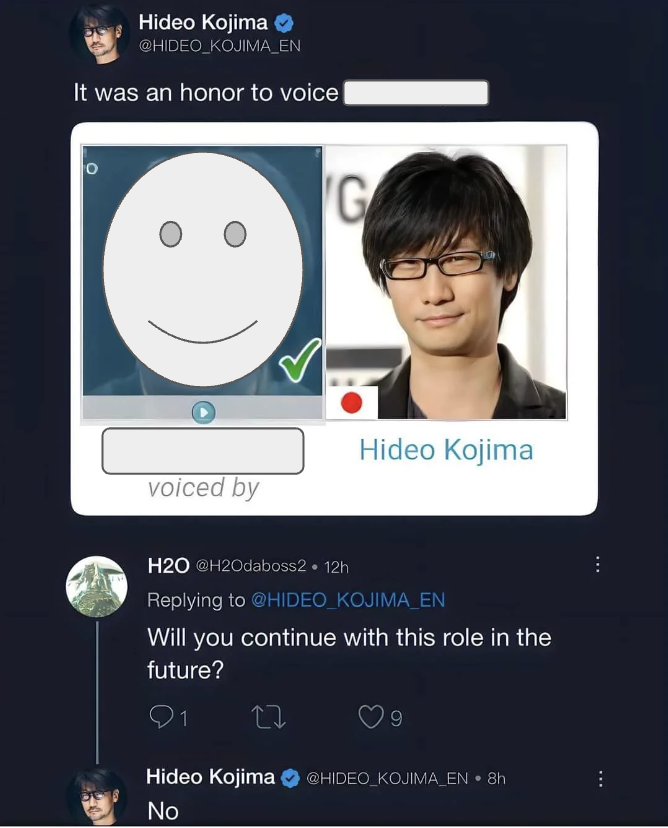 Hideo Kojima
@HIDEO_KOJIMA_EN
It was an honor to voice
VG
Hideo Kojima
voiced by
H2O @H2Odaboss2 • 12h
Replying to @HIDEO_KOJIMA_EN
Will you continue with this role in the
future?
1 9
Hideo Kojima @HIDEO_KOJIMA_EN • 8h
No